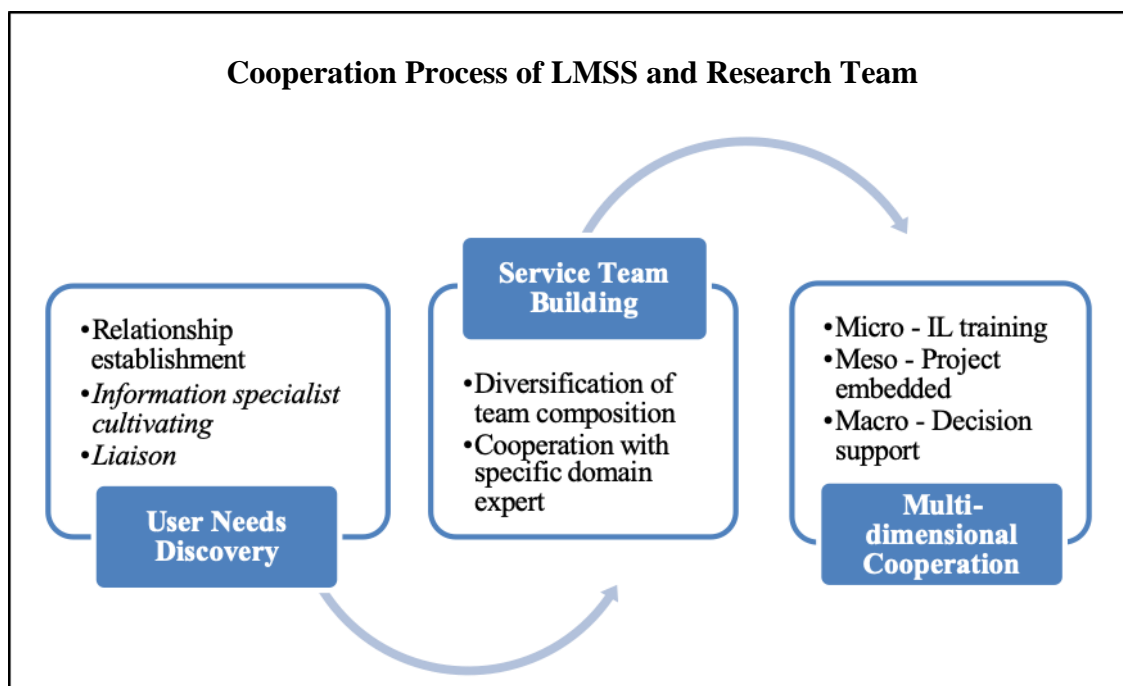 Cooperation Process of LMSS and Research Team
•Relationship
establishment
•Information specialist
cultivating
•Liaison
User Needs
Discovery
Service Team
Building
•Diversification of
team composition
•Cooperation with
specific domain
expert
•Micro - IL training
•Meso - Project
embedded
•Macro - Decision
support
Multi-
dimensional
Cooperation